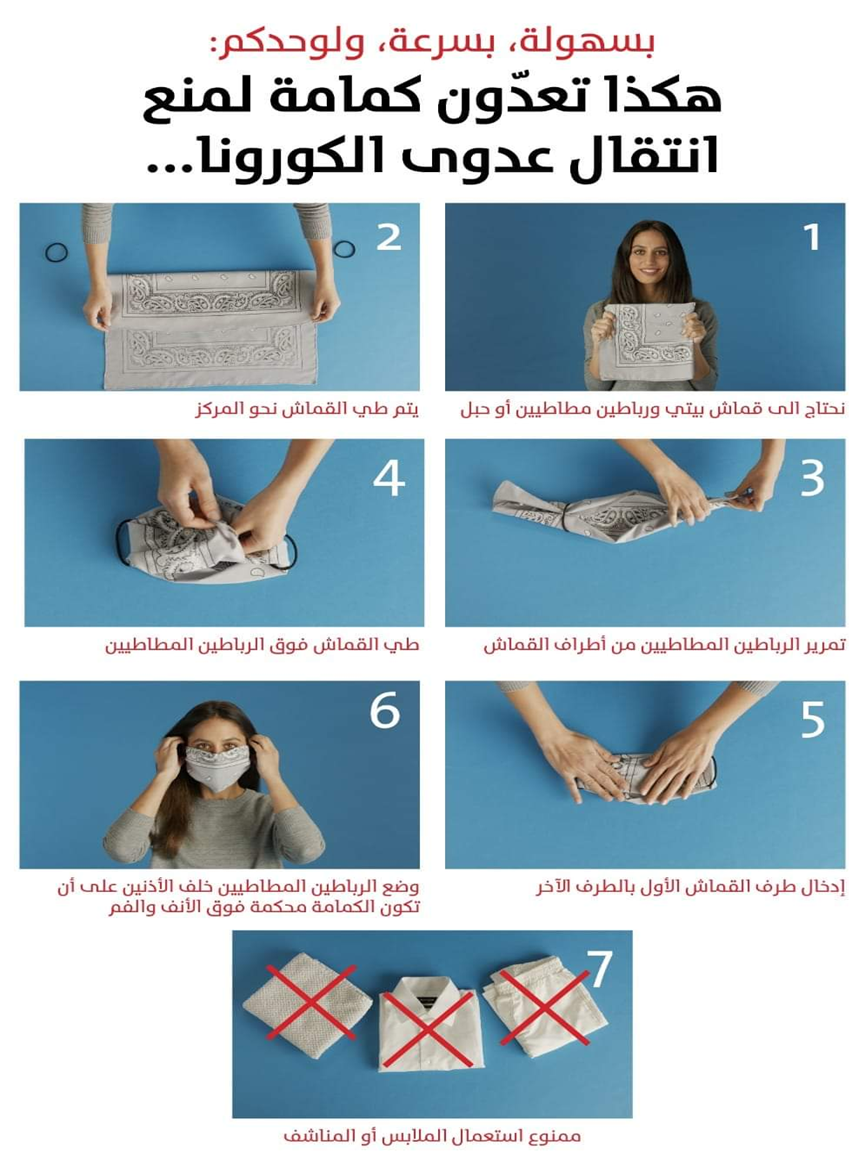 بسهولة، بسرعة، ولوحدكم:
هكذا تعدّون كمامة لمنع
انتقال عدوى الكورونا...
1
نحتاج الى قماش بيتي ورباطين مطاطيين أو حبل
2
يتم طي القماش نحو المركز
3
تمرير الرباطين المطاطيين من أطراف القماش
4
طي القماش فوق الرباطين المطاطيين
5
إدخال طرف القماش الأول بالطرف الآخر
6
وضع الرباطين المطاطيين خلف الأذنين على أن
تكون الكمامة محكمة فوق الأنف والفم
7
ممنوع استعمال الملابس أو المناشف